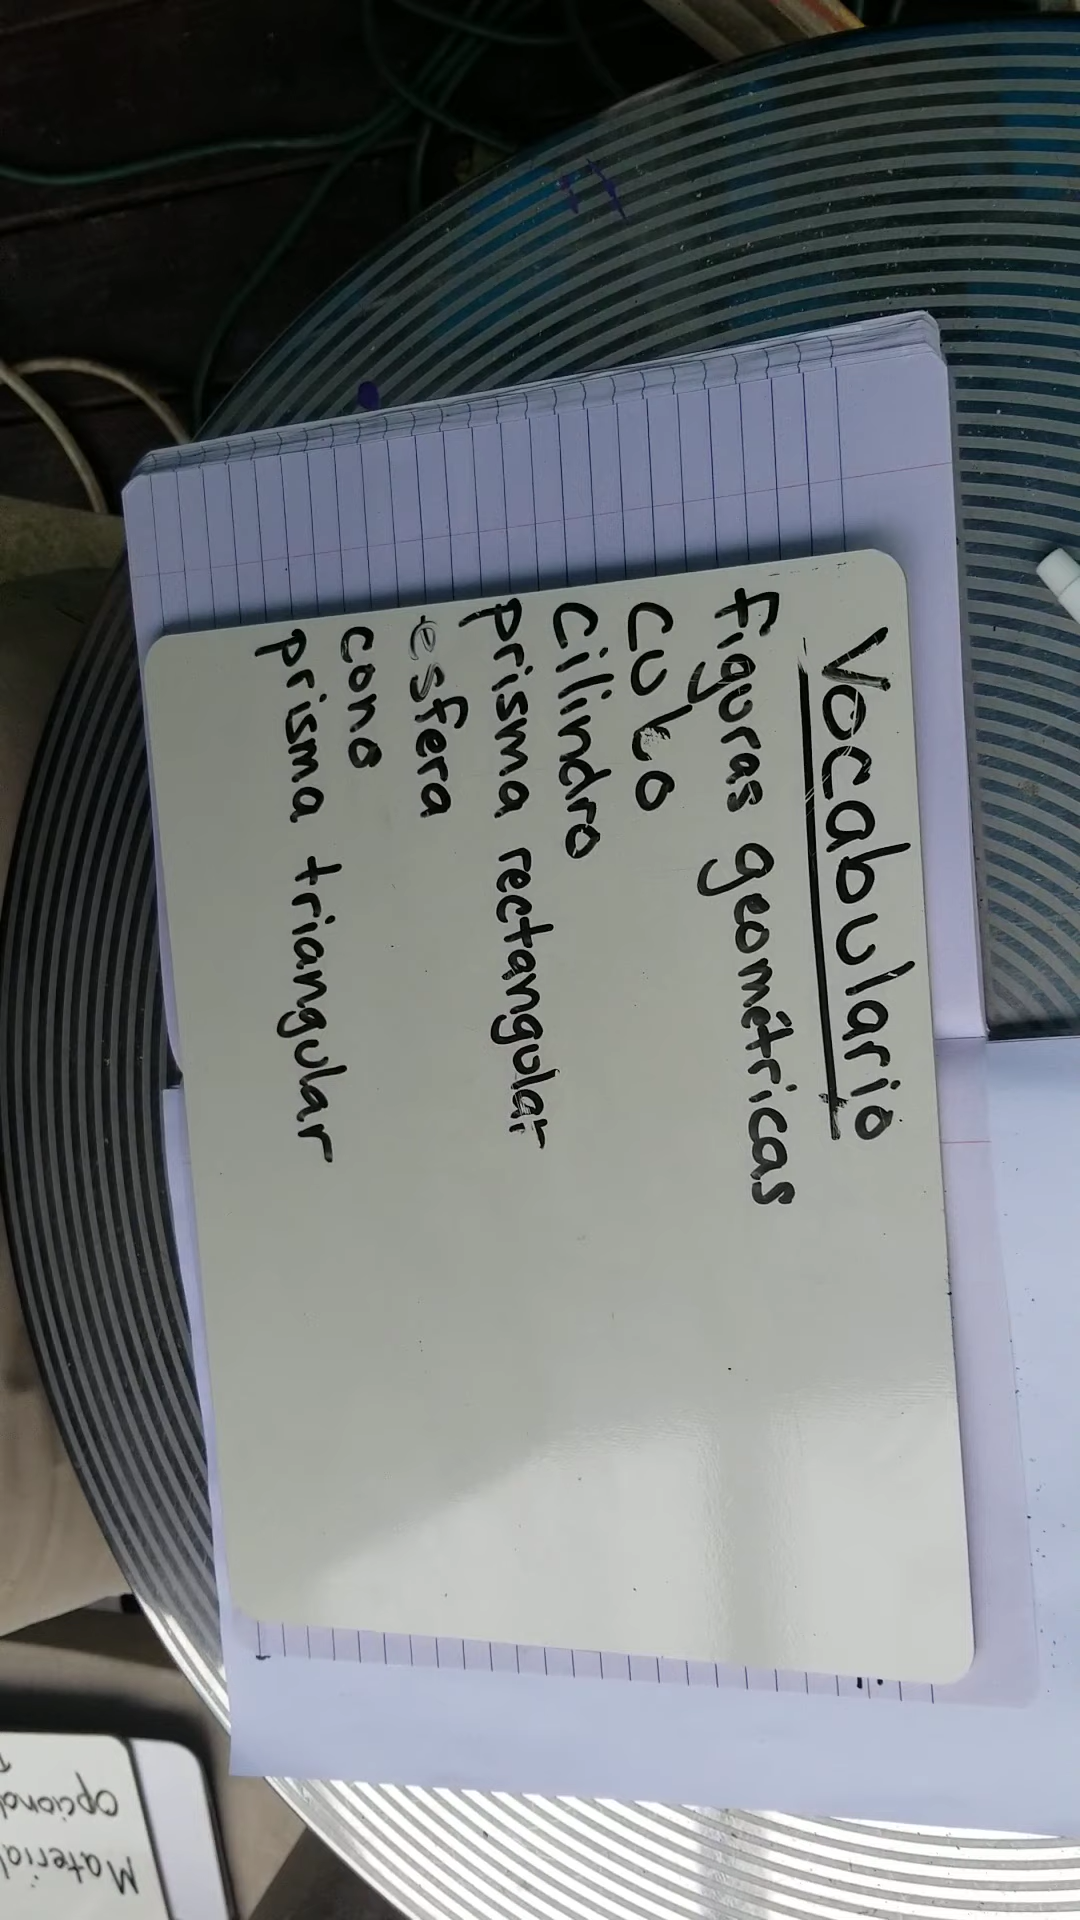 Vocabulario
figuras geométricas
cubo
cilindro
prisma rectangular
esfera
cono
prisma triangular
Material
opcional